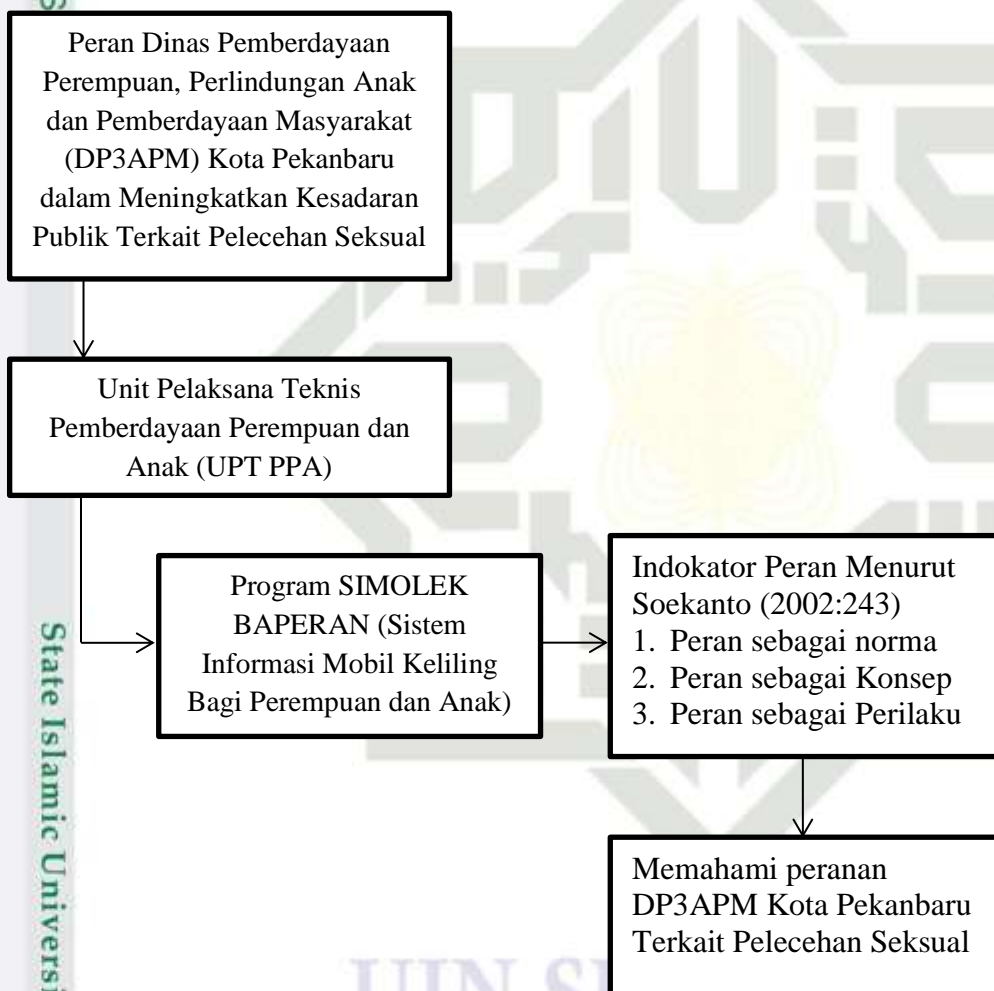 Peran Dinas Pemberdayaan
Perempuan, Perlindungan Anak
dan Pemberdayaan Masyarakat
(DP3APM) Kota Pekanbaru
dalam Meningkatkan Kesadaran
Publik Terkait Pelecehan Seksual
Unit Pelaksana Teknis
Pemberdayaan Perempuan dan
Anak (UPT PPA)
Program SIMOLEK
BAPERAN (Sistem
Informasi Mobil Keliling
Bagi Perempuan dan Anak)
Indokator Peran Menurut
Soekanto (2002:243)
1. Peran sebagai norma
2. Peran sebagai Konsep
3. Peran sebagai Perilaku
Memahami peranan
DP3APM Kota Pekanbaru
Terkait Pelecehan Seksual
State Islamic
UIN